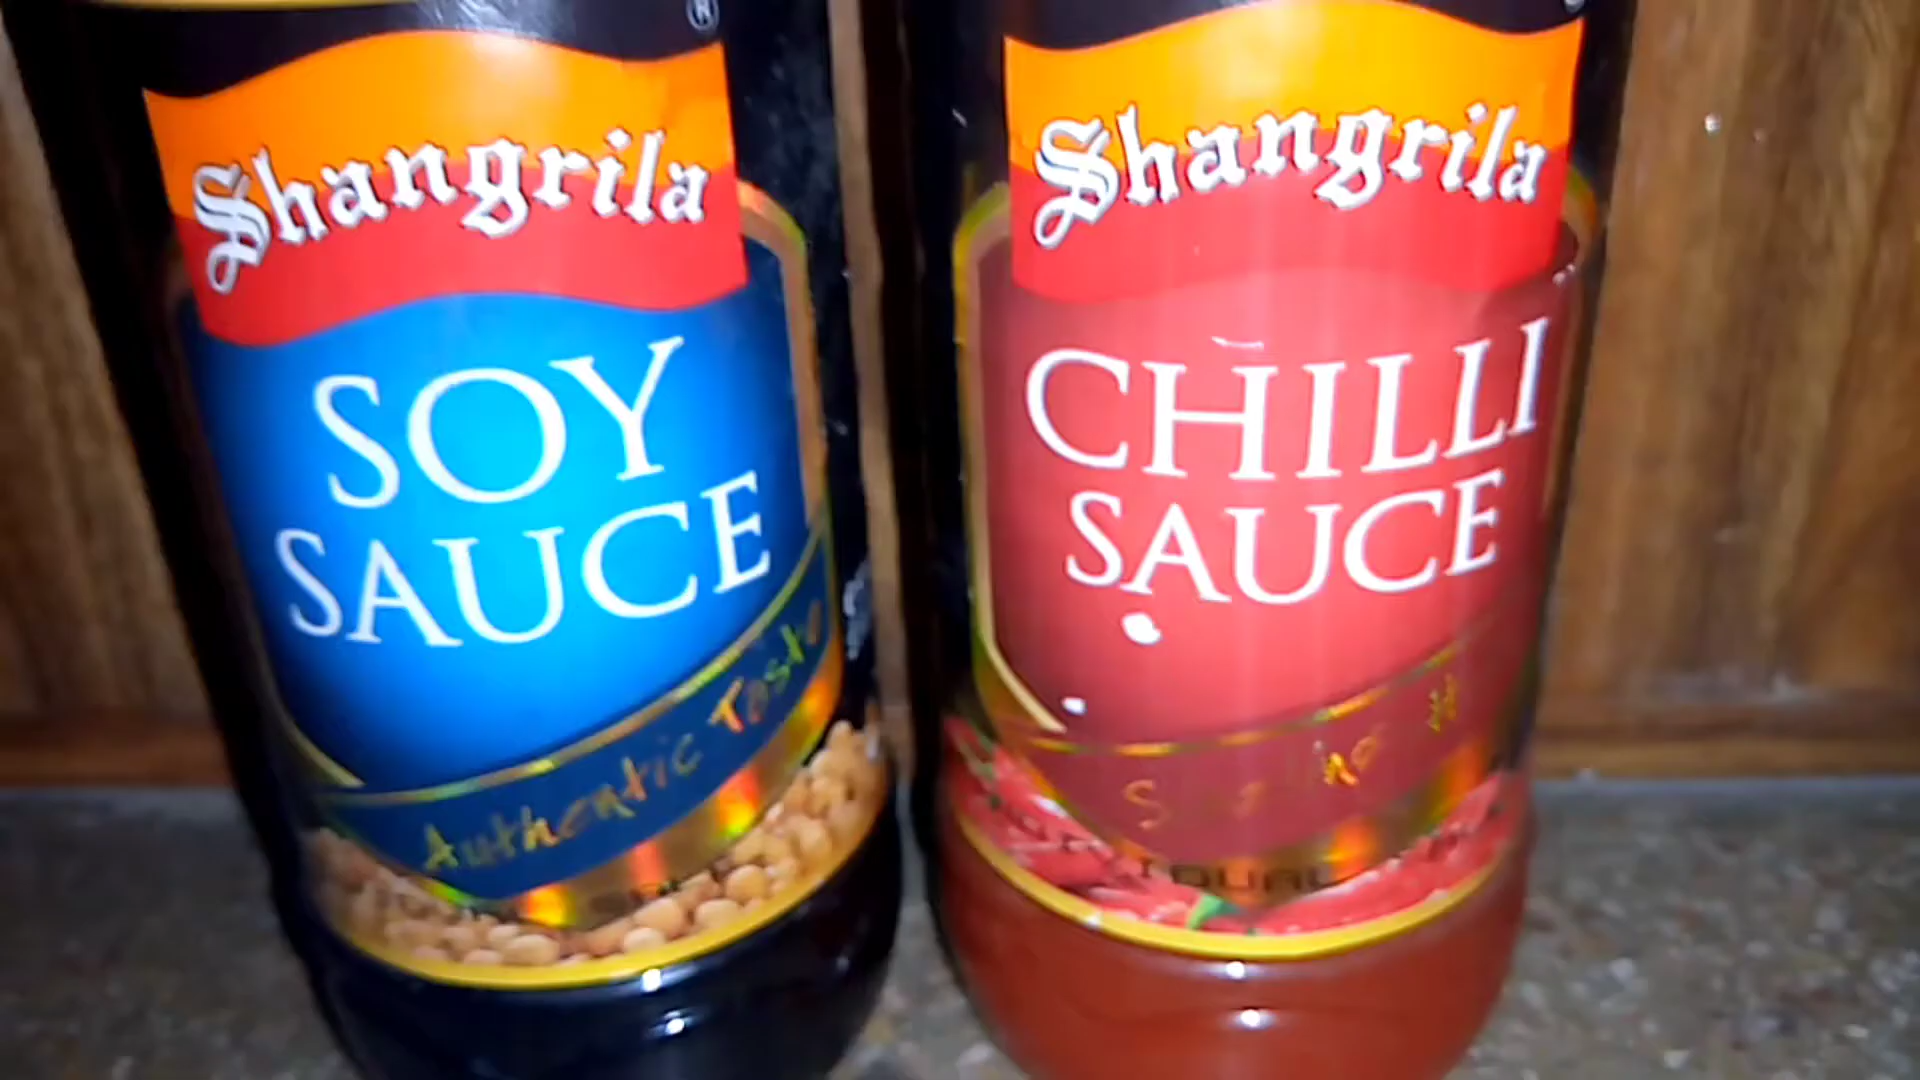 Shangrila
SOY
SAUCE
Authentic Taste
Shangrila
CHILLI
SAUCE